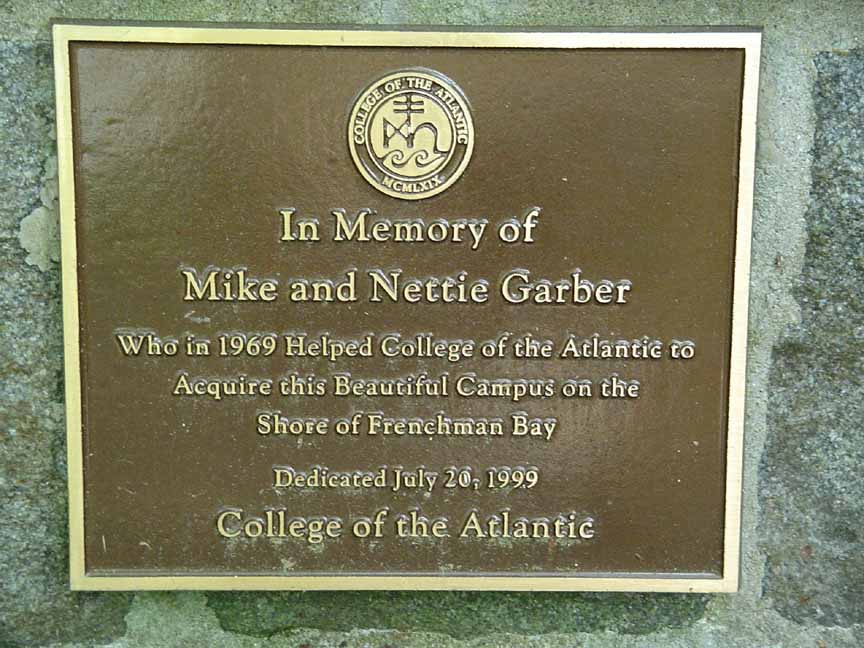 COLLEGE OF THE ATLANTIC
MCMLXIX
In Memory of
Mike and Nettie Garber
Who in 1969 Helped College of the Atlantic to
Acquire this Beautiful Campus on the
Shore of Frenchman Bay
Dedicated July 20, 1999
College of the Atlantic